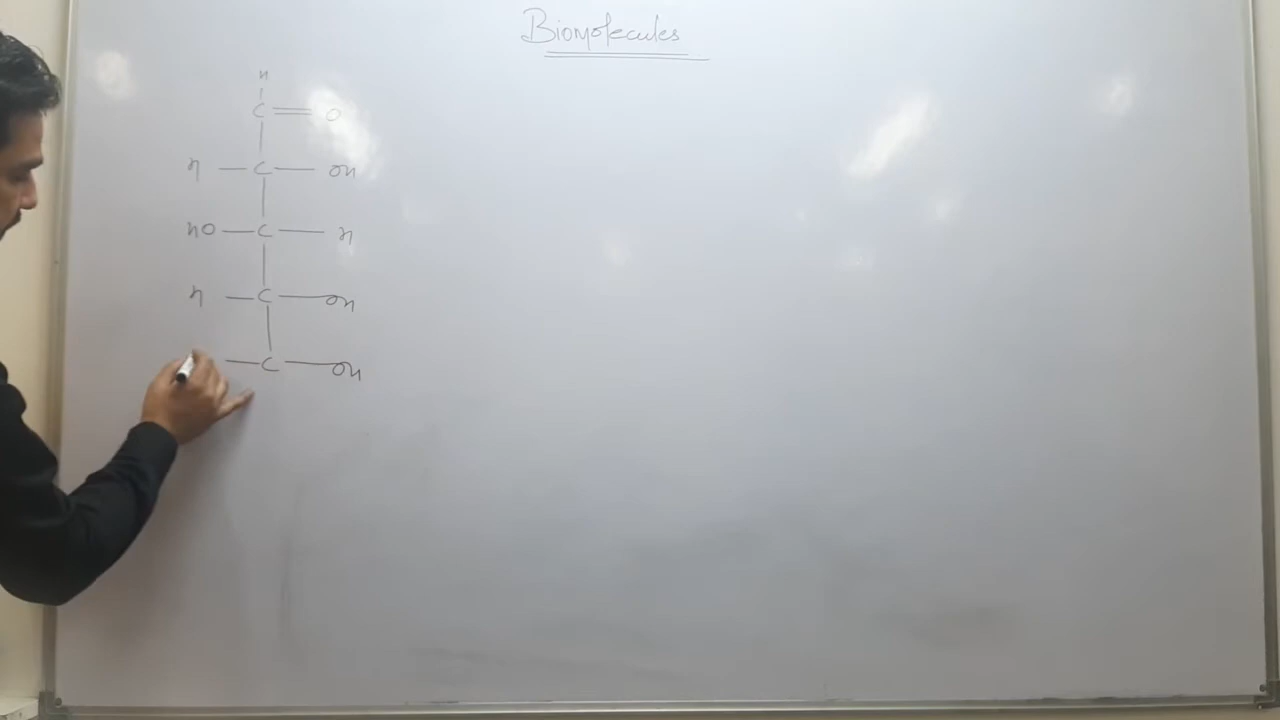 Biomolecules
H
C = O
H — C — OH
HO — C — H
H — C — OH
— C — OH